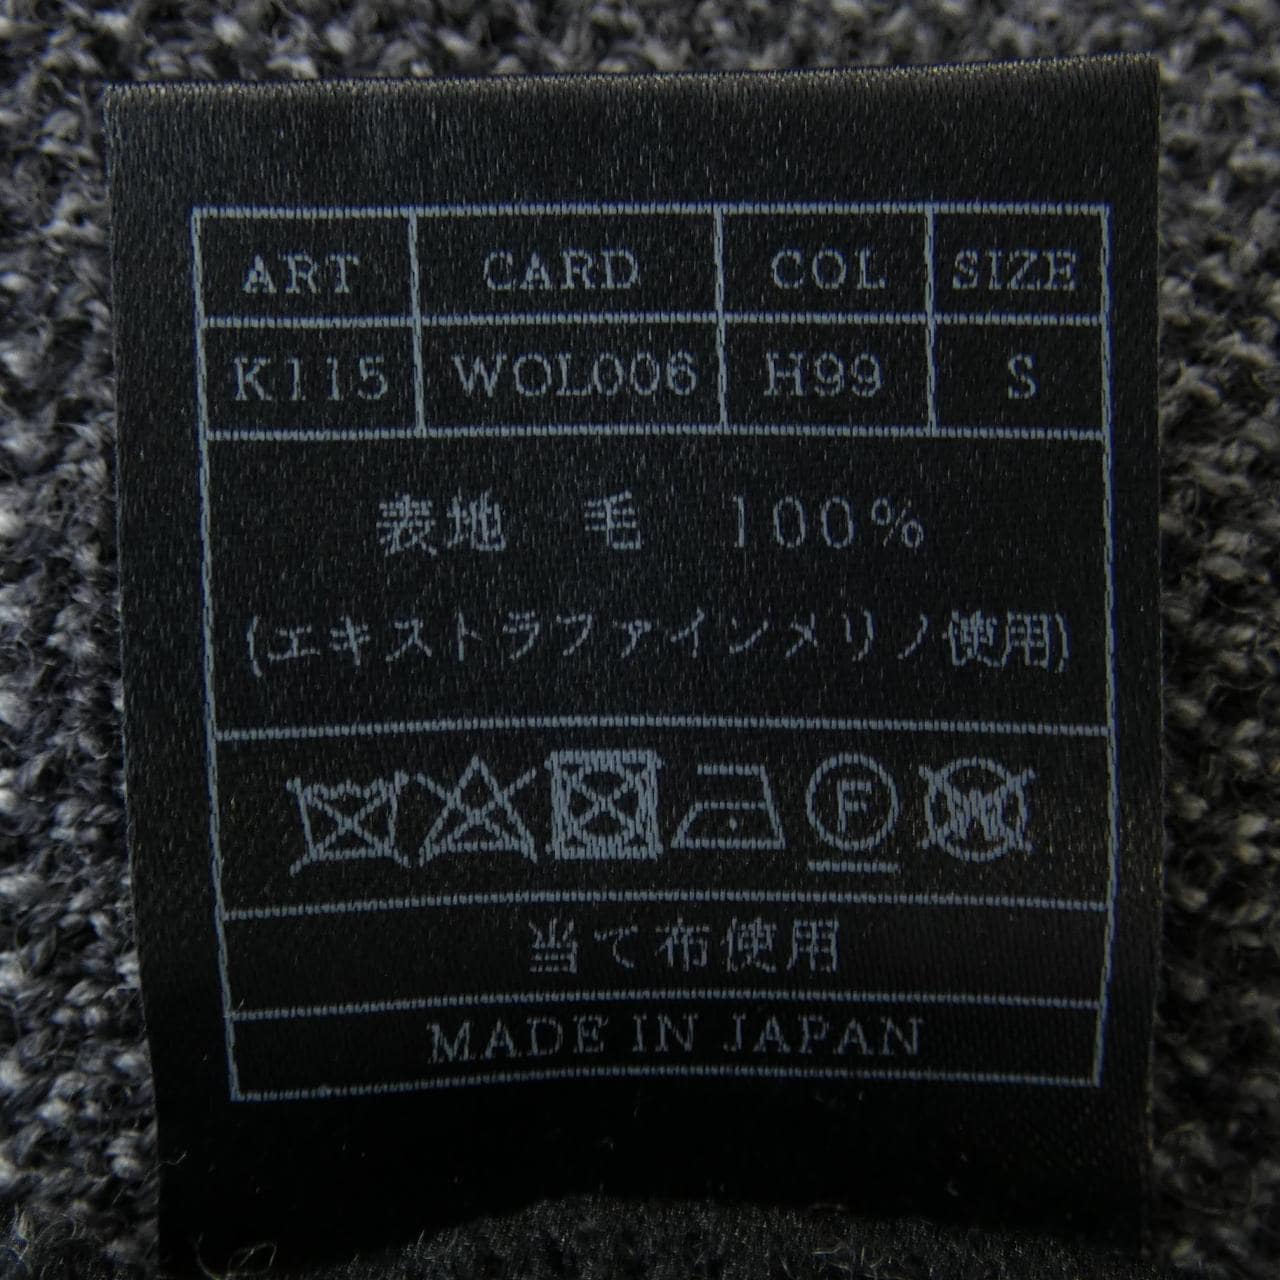 ART CARD COL SIZE
K115 WOL006 H99 S
表地 毛 100%
(エキストラファインメリノ使用)
F W
当て布使用
MADE IN JAPAN